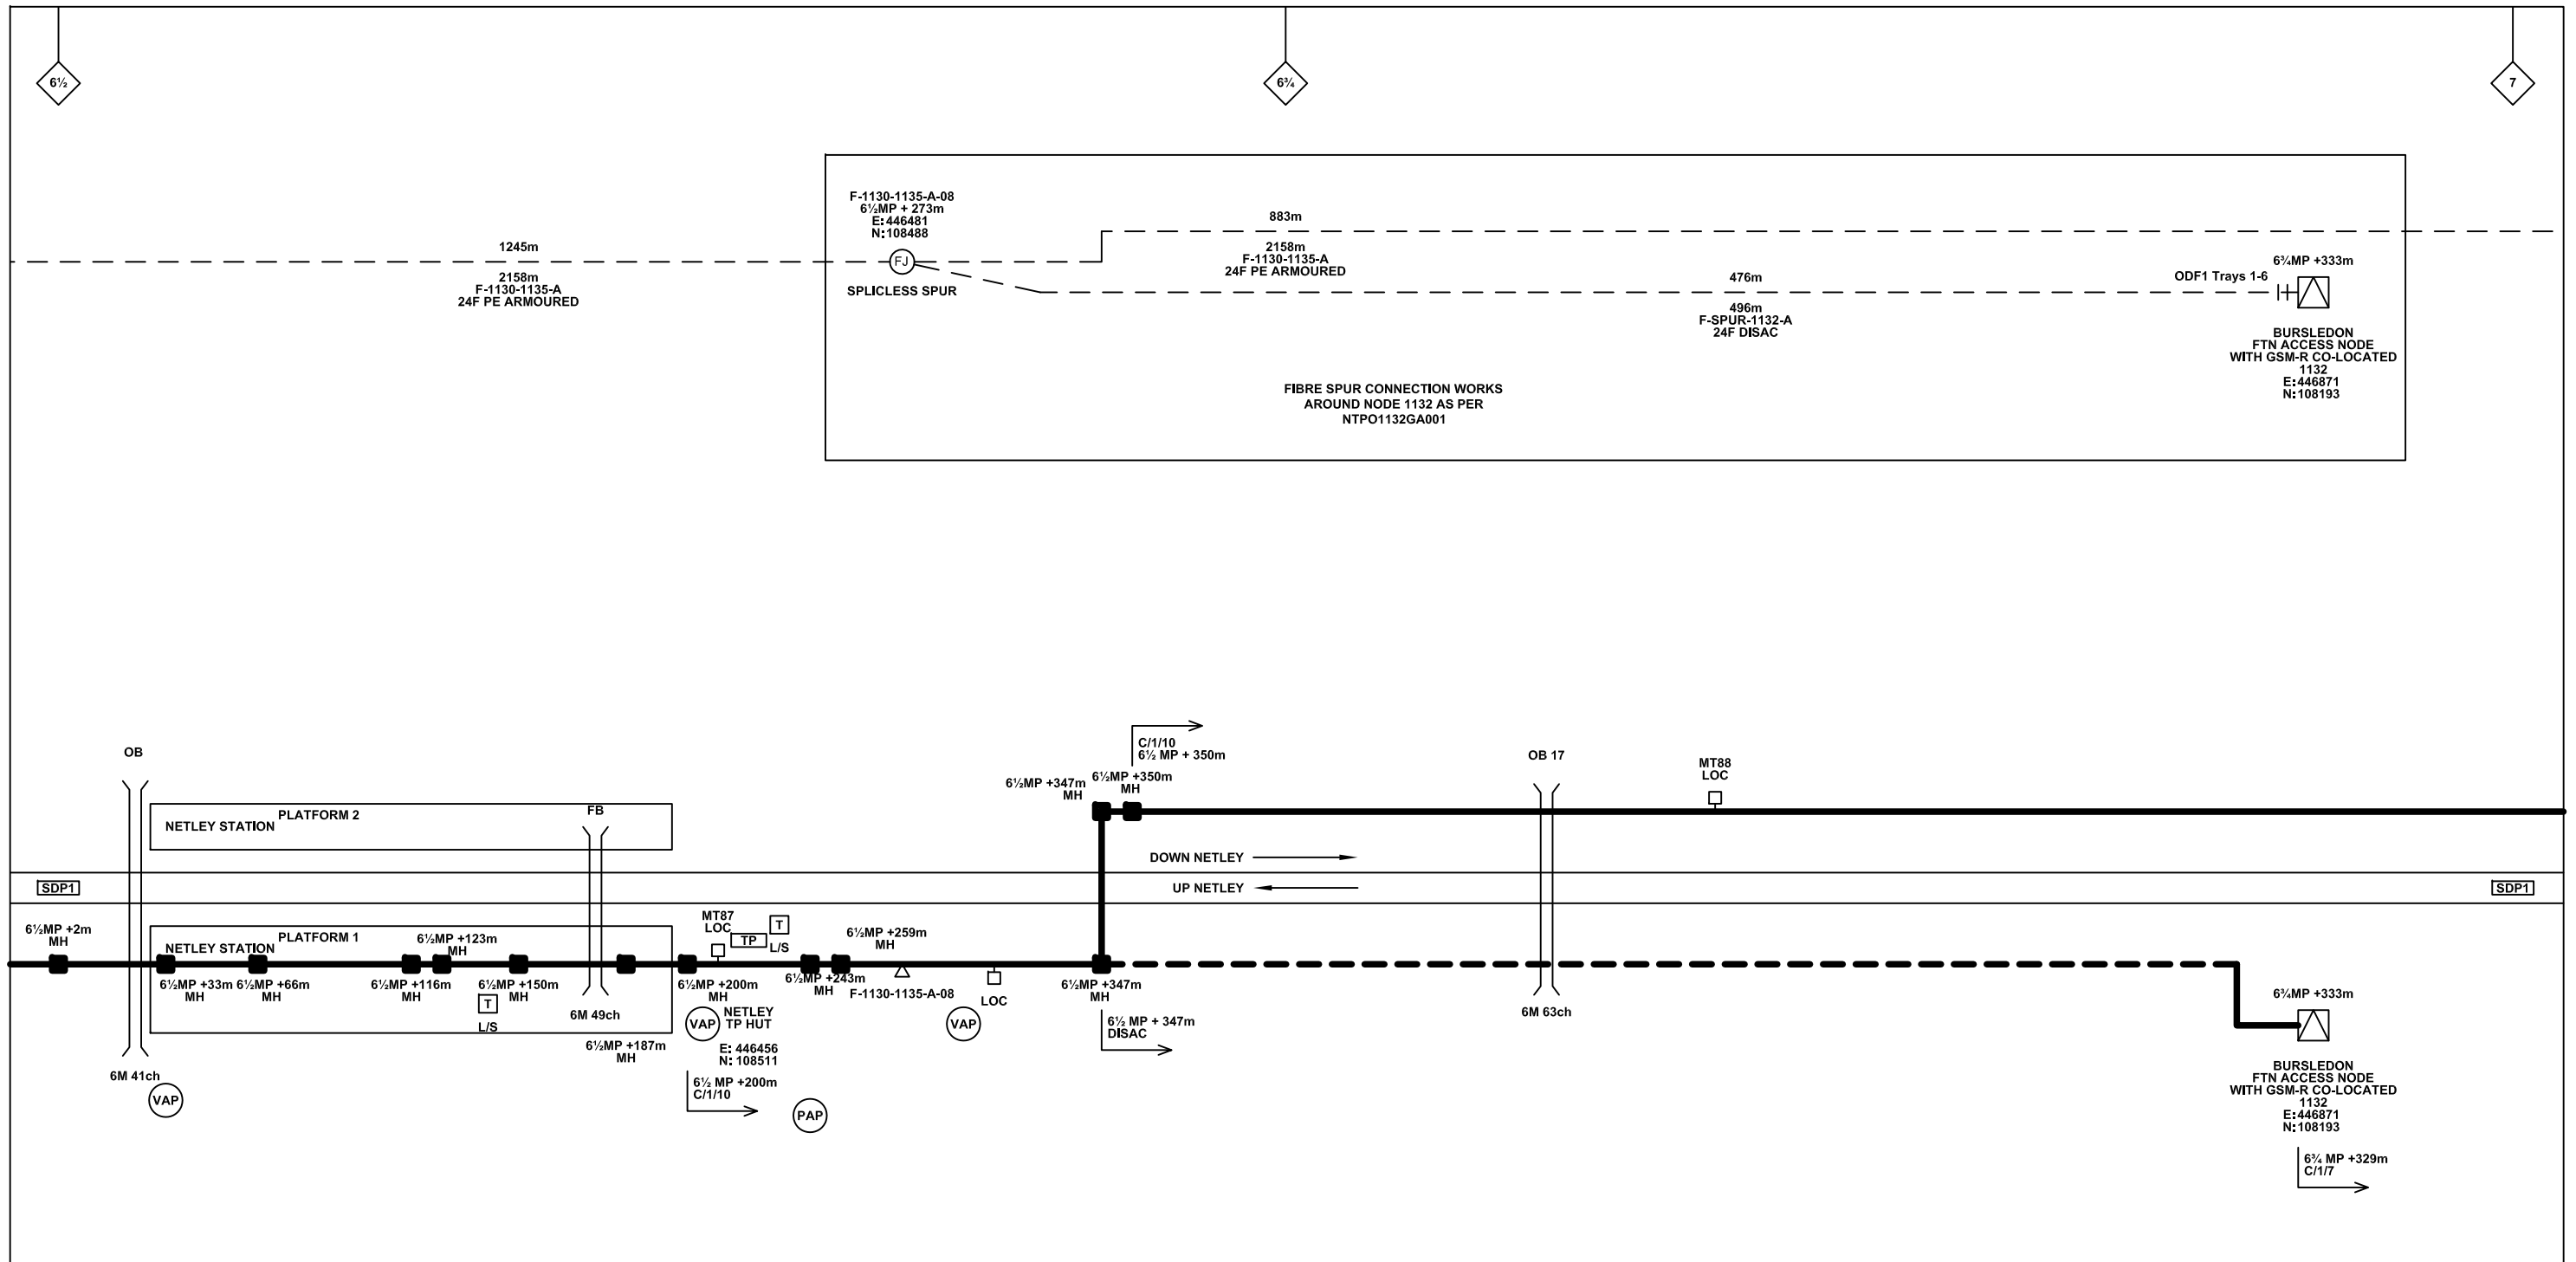 6½
6¾
7
F-1130-1135-A-08
6½MP + 273m
E:446481
N:108488
FJ
SPLICLESS SPUR
1245m
2158m
F-1130-1135-A
24F PE ARMOURED
883m
2158m
F-1130-1135-A
24F PE ARMOURED
476m
496m
F-SPUR-1132-A
24F DISAC
ODF1 Trays 1-6
6¾MP +333m
BURSLEDON
FTN ACCESS NODE
WITH GSM-R CO-LOCATED
1132
E:446871
N:108193
FIBRE SPUR CONNECTION WORKS
AROUND NODE 1132 AS PER
NTPO1132GA001
OB
PLATFORM 2
NETLEY STATION
FB
C/1/10
6½ MP + 350m
6½MP +347m
MH
6½MP +350m
MH
OB 17
MT88
LOC
DOWN NETLEY
UP NETLEY
SDP1
SDP1
6½MP +2m
MH
PLATFORM 1
NETLEY STATION
6½MP +123m
MH
MT87
LOC
TP
T
L/S
6½MP +259m
MH
6½MP +33m
MH
6½MP +66m
MH
6½MP +116m
MH
6½MP +150m
MH
T
L/S
6M 49ch
6½MP +187m
MH
6½MP +200m
MH
VAP
NETLEY
TP HUT
E: 446456
N: 108511
6½ MP +200m
C/1/10
6½MP +243m
MH
F-1130-1135-A-08
PAP
VAP
LOC
6½MP +347m
MH
6½ MP + 347m
DISAC
6M 63ch
6M 41ch
VAP
6¾MP +333m
BURSLEDON
FTN ACCESS NODE
WITH GSM-R CO-LOCATED
1132
E:446871
N:108193
6¾ MP +329m
C/1/7